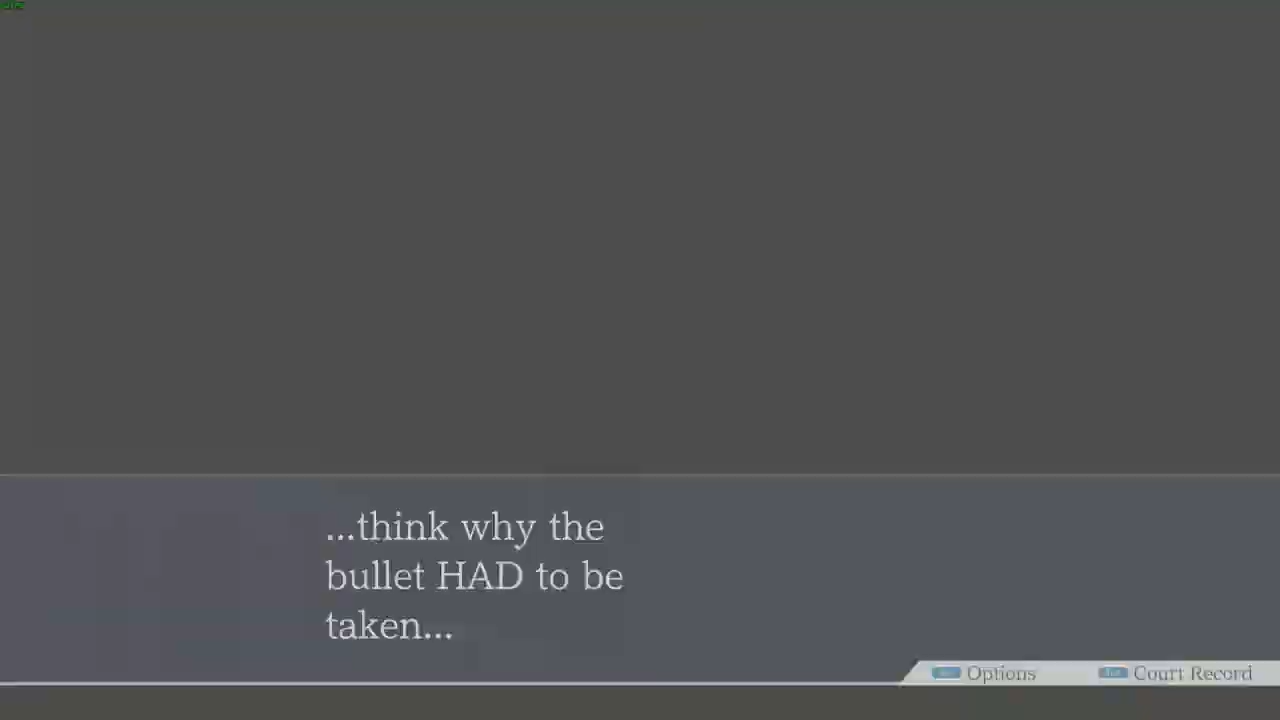 ...think why the
bullet HAD to be
taken...
Options
Court Record